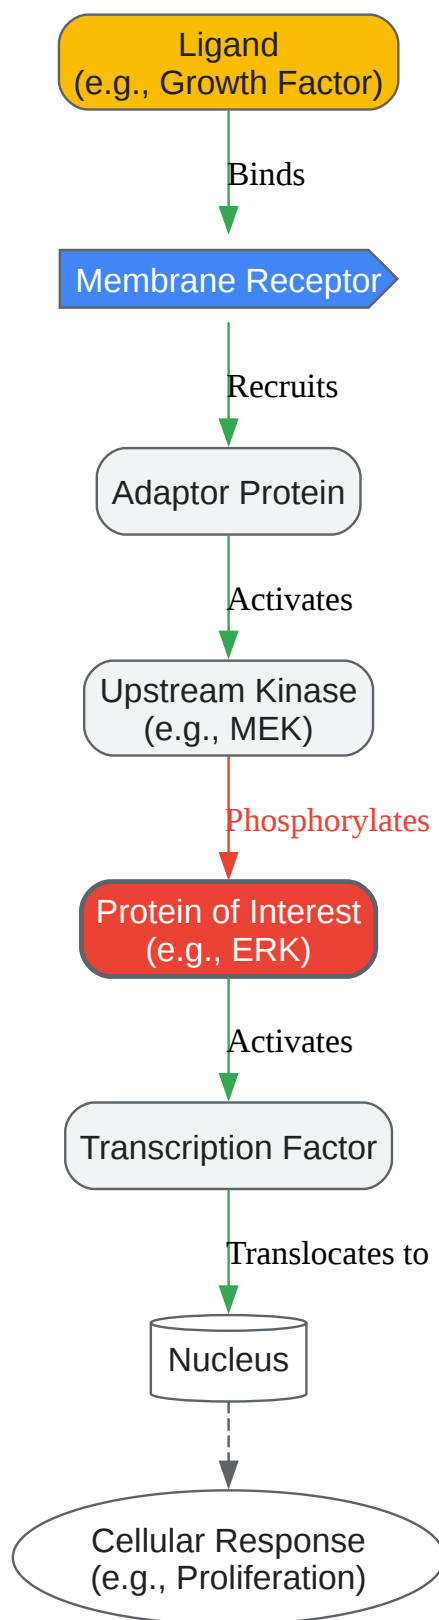 Ligand
(e.g., Growth Factor)
Binds
Membrane Receptor
Recruits
Adaptor Protein
Activates
Upstream Kinase
(e.g., MEK)
Phosphorylates
Protein of Interest
(e.g., ERK)
Activates
Transcription Factor
Translocates to
Nucleus
Cellular Response
(e.g., Proliferation)